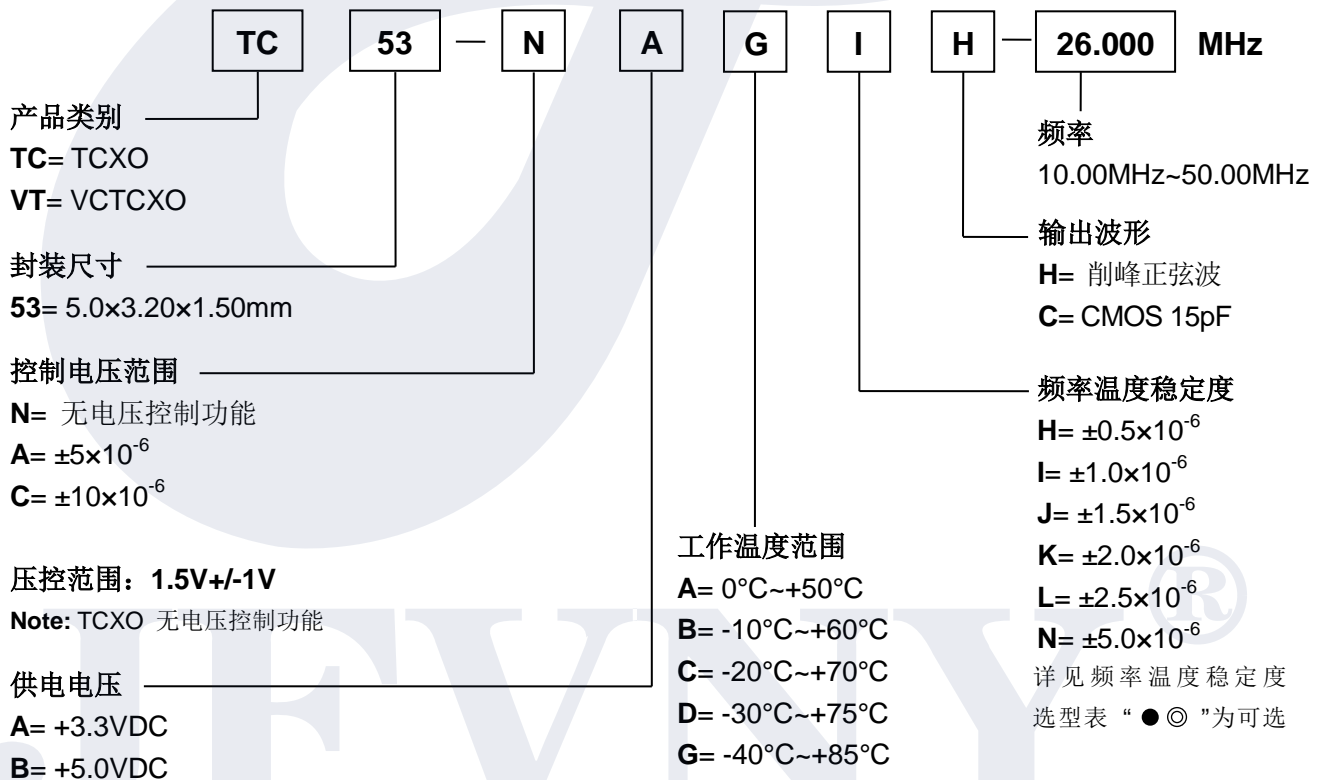 TC 53 — N A G I H — 26.000 MHz
产品类别
TC= TCXO
VT= VCTCXO
封装尺寸
53= 5.0×3.20×1.50mm
控制电压范围
N= 无电压控制功能
A= ±5×10⁻⁶
C= ±10×10⁻⁶
压控范围：1.5V+/-1V
Note: TCXO 无电压控制功能
供电电压
A= +3.3VDC
B= +5.0VDC
工作温度范围
A= 0°C~+50°C
B= -10°C~+60°C
C= -20°C~+70°C
D= -30°C~+75°C
G= -40°C~+85°C
频率
10.00MHz~50.00MHz
输出波形
H= 削峰正弦波
C= CMOS 15pF
频率温度稳定度
H= ±0.5×10⁻⁶
I= ±1.0×10⁻⁶
J= ±1.5×10⁻⁶
K= ±2.0×10⁻⁶
L= ±2.5×10⁻⁶
N= ±5.0×10⁻⁶
详见频率温度稳定度
选型表 “ ●◎ ”为可选